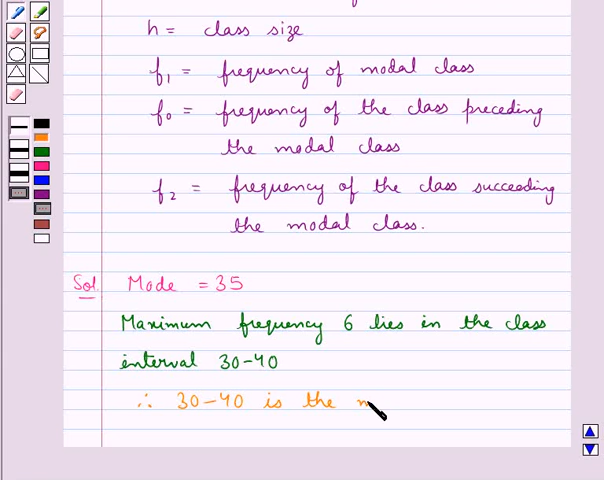 h = class size
f₁ = frequency of modal class
f₀ = frequency of the class preceding
the modal class
f₂ = frequency of the class succeeding
the modal class.
Sol. Mode = 35
Maximum frequency 6 lies in the class
interval 30-40
∴ 30-40 is the